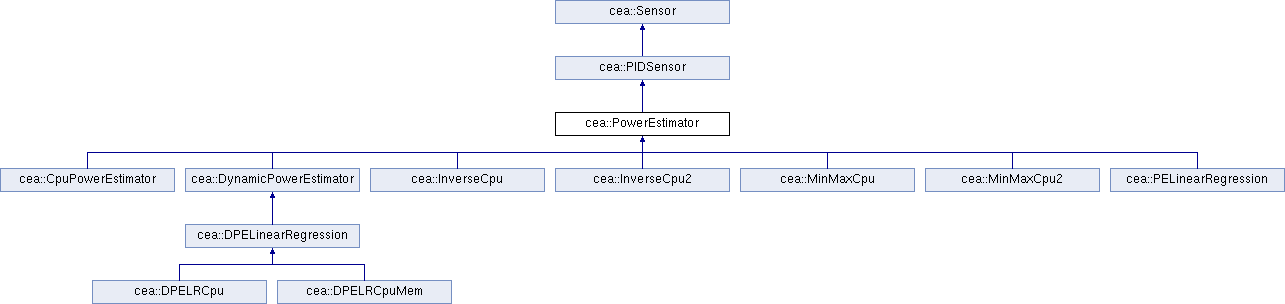 cea::Sensor
cea::PIDSensor
cea::PowerEstimator
cea::CpuPowerEstimator
cea::DynamicPowerEstimator
cea::InverseCpu
cea::InverseCpu2
cea::MinMaxCpu
cea::MinMaxCpu2
cea::PELinearRegression
cea::DPELinearRegression
cea::DPELRCpu
cea::DPELRCpuMem